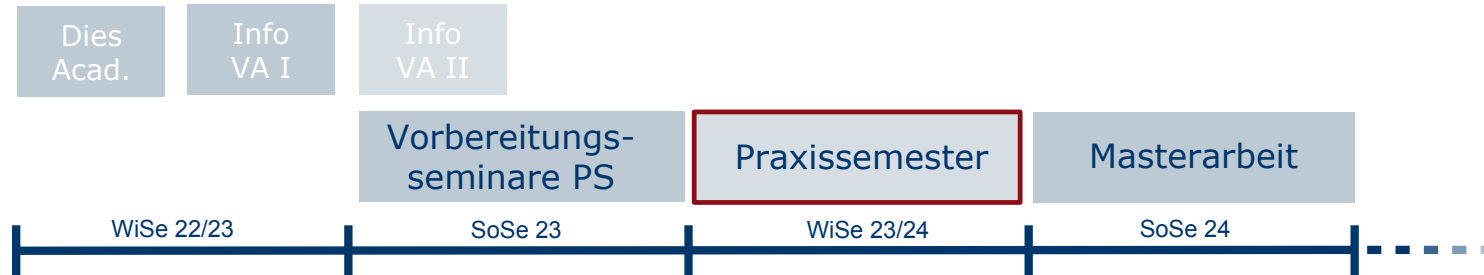 Dies
Acad.
Info
VA I
Info
VA II
Vorbereitungs-
seminare PS
Praxissemester
Masterarbeit
WiSe 22/23
SoSe 23
WiSe 23/24
SoSe 24